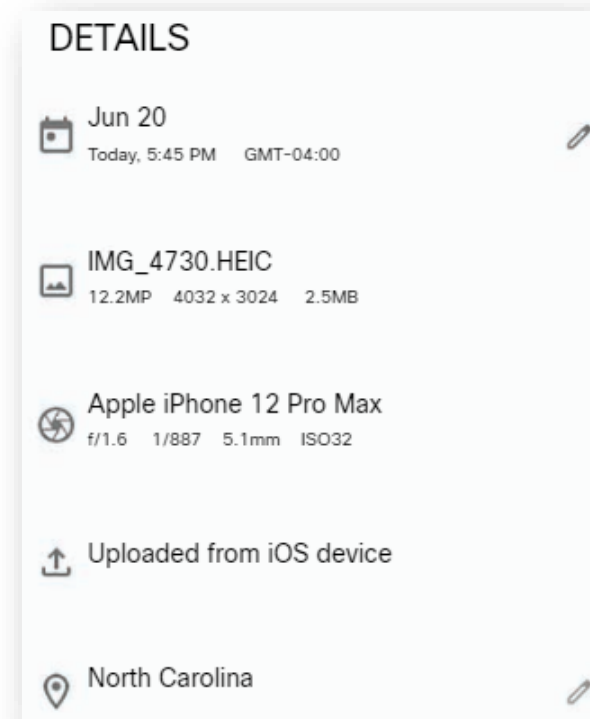 DETAILS
Jun 20
Today, 5:45 PM GMT-04:00
IMG_4730.HEIC
12.2MP 4032 x 3024 2.5MB
Apple iPhone 12 Pro Max
f/1.6 1/887 5.1mm ISO32
Uploaded from iOS device
North Carolina